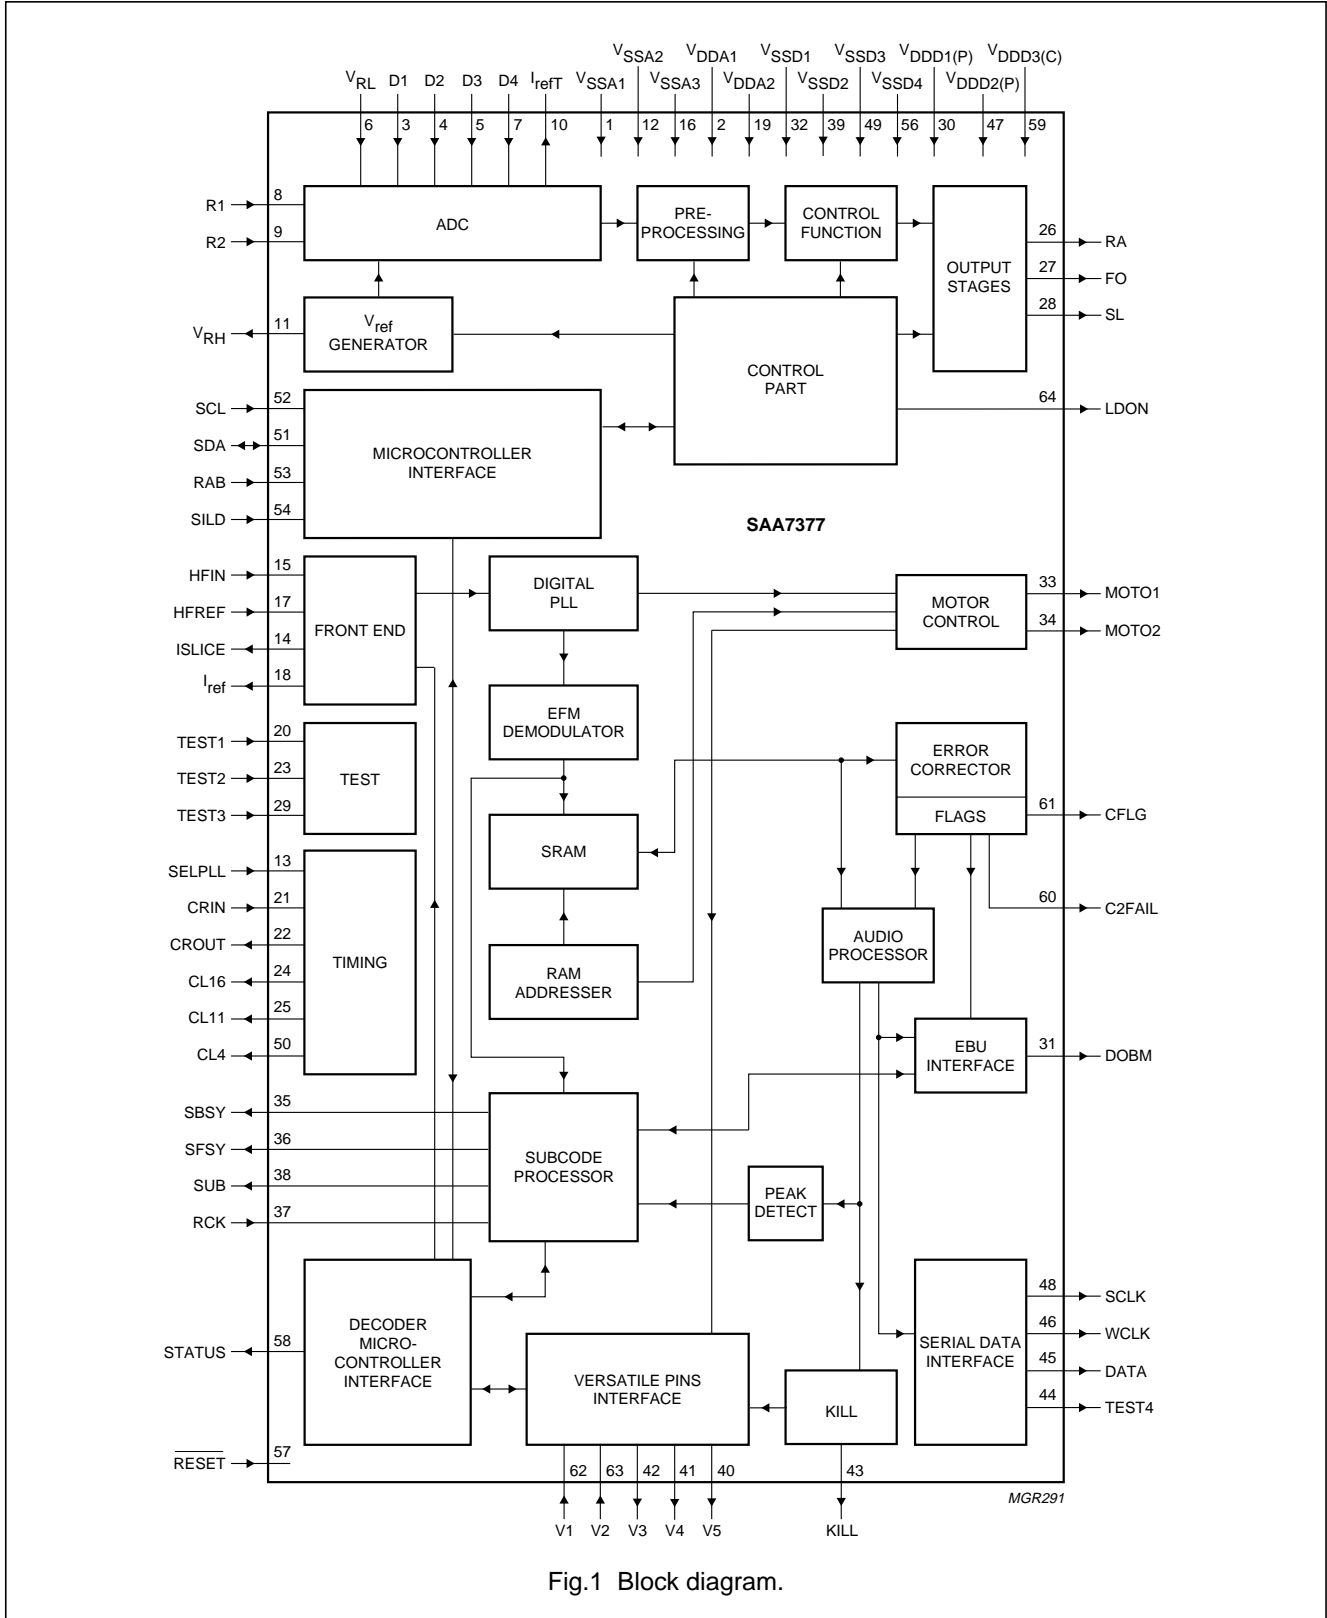 VSSA2 VDDA1 VSSD1 VSSD3 VDDD1(P) VDDD3(C)
VRL D1 D2 D3 D4 IrefT VSSA1 VSSA3 VDDA2 VSSD2 VSSD4 VDDD2(P)
6 3 4 5 7 10 1 12 16 2 19 32 39 49 56 30 47 59
R1 8
R2 9
ADC
PRE-
PROCESSING
CONTROL
FUNCTION
OUTPUT
STAGES
26 RA
27 FO
28 SL
VRH 11
Vref
GENERATOR
CONTROL
PART
64 LDON
SCL 52
SDA 51
RAB 53
SILD 54
MICROCONTROLLER
INTERFACE
SAA7377
HFIN 15
HFREF 17
ISLICE 14
Iref 18
FRONT END
DIGITAL
PLL
MOTOR
CONTROL
33 MOTO1
34 MOTO2
EFM
DEMODULATOR
TEST1 20
TEST2 23
TEST3 29
TEST
ERROR
CORRECTOR
FLAGS
61 CFLG
SRAM
60 C2FAIL
SELPLL 13
CRIN 21
CROUT 22
CL16 24
CL11 25
CL4 50
TIMING
RAM
ADDRESSER
AUDIO
PROCESSOR
EBU
INTERFACE
31 DOBM
SBSY 35
SFSY 36
SUB 38
RCK 37
SUBCODE
PROCESSOR
PEAK
DETECT
STATUS 58
DECODER
MICRO-
CONTROLLER
INTERFACE
VERSATILE PINS
INTERFACE
KILL
SERIAL DATA
INTERFACE
48 SCLK
46 WCLK
45 DATA
44 TEST4
RESET 57
62 63 42 41 40 43
V1 V2 V3 V4 V5 KILL
MGR291
Fig.1 Block diagram.